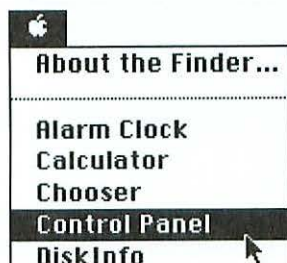 About the Finder...
Alarm Clock
Calculator
Chooser
Control Panel
DiskInfo